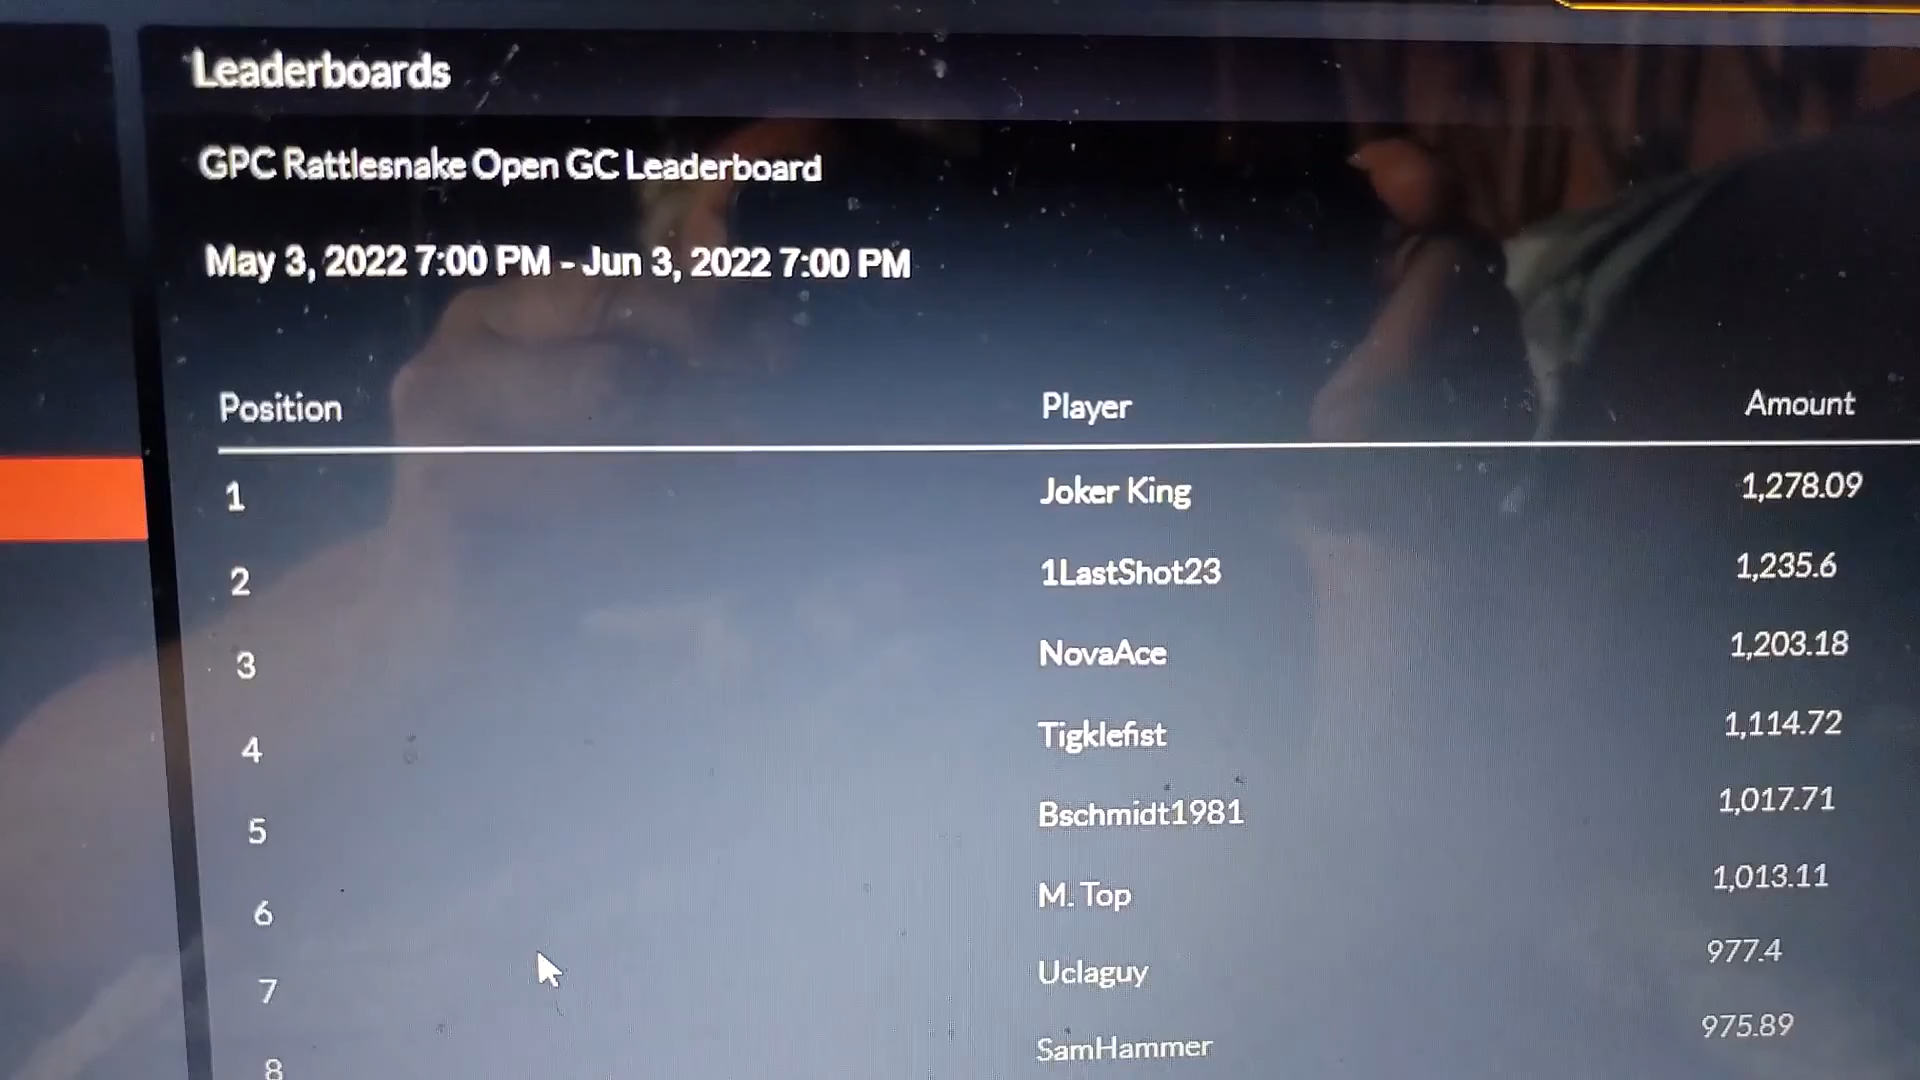 Leaderboards
GPC Rattlesnake Open GC Leaderboard
May 3, 2022 7:00 PM - Jun 3, 2022 7:00 PM
Position Player Amount
1 Joker King 1,278.09
2 1LastShot23 1,235.6
3 NovaAce 1,203.18
4 Tigklefist 1,114.72
5 Bschmidt1981 1,017.71
6 M. Top 1,013.11
7 Uclaguy 977.4
8 SamHammer 975.89